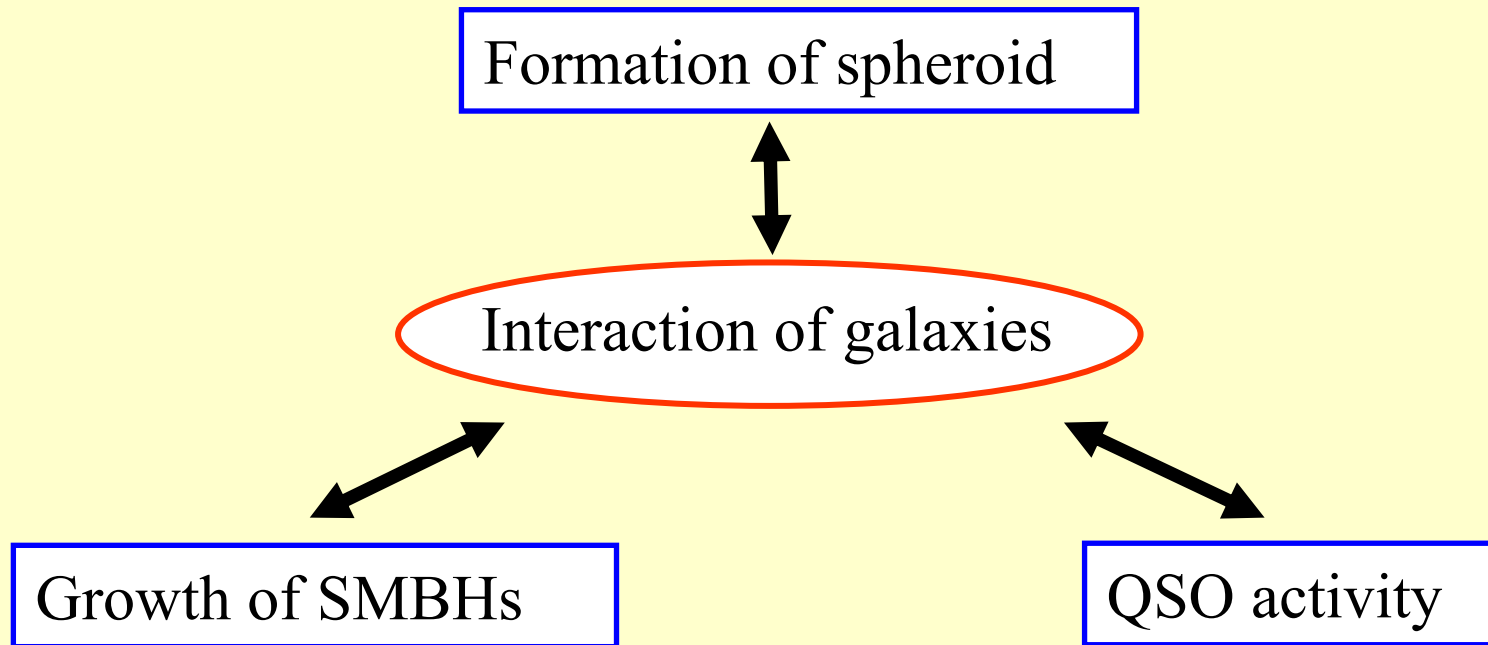 Formation of spheroid
Interaction of galaxies
Growth of SMBHs
QSO activity